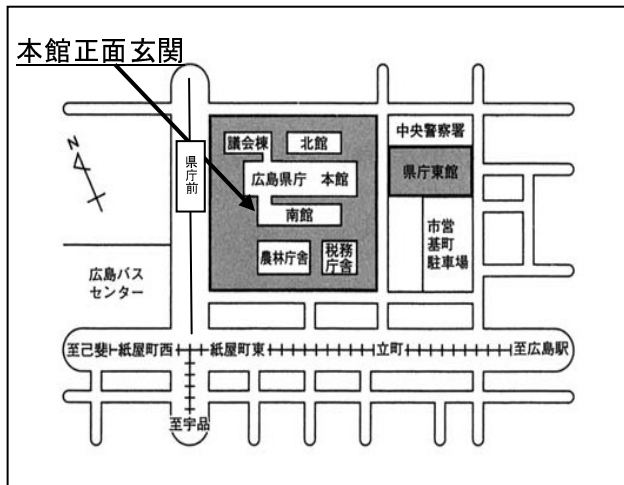 本館正面玄関
N
県庁前
議会棟
北館
広島県庁 本館
南館
農林庁舎
税務
庁舎
中央警察署
県庁東館
市営
基町
駐車場
広島バス
センター
至己斐
紙屋町西
紙屋町東
立町
至広島駅
至宇品